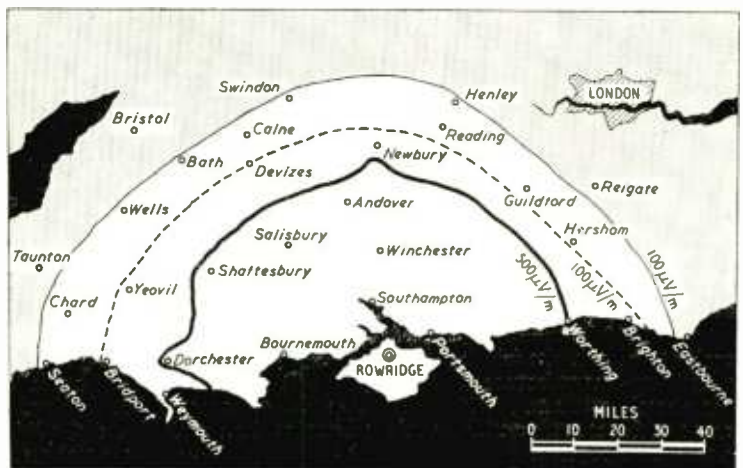 Swindon
Henley
LONDON
Bristol
Calne
Reading
Newbury
Bath
Devizes
Reigate
Guildford
Andover
Wells
Horsham
Salisbury
Winchester
Taunton
Shaftesbury
500μV/m
100μV/m
100μV/m
Yeovil
Chard
Southampton
Bournemouth
Dorchester
ROWRIDGE
Portsmouth
Worthing
Brighton
Eastbourne
Seaton
Bridport
Weymouth
MILES
0 10 20 30 40